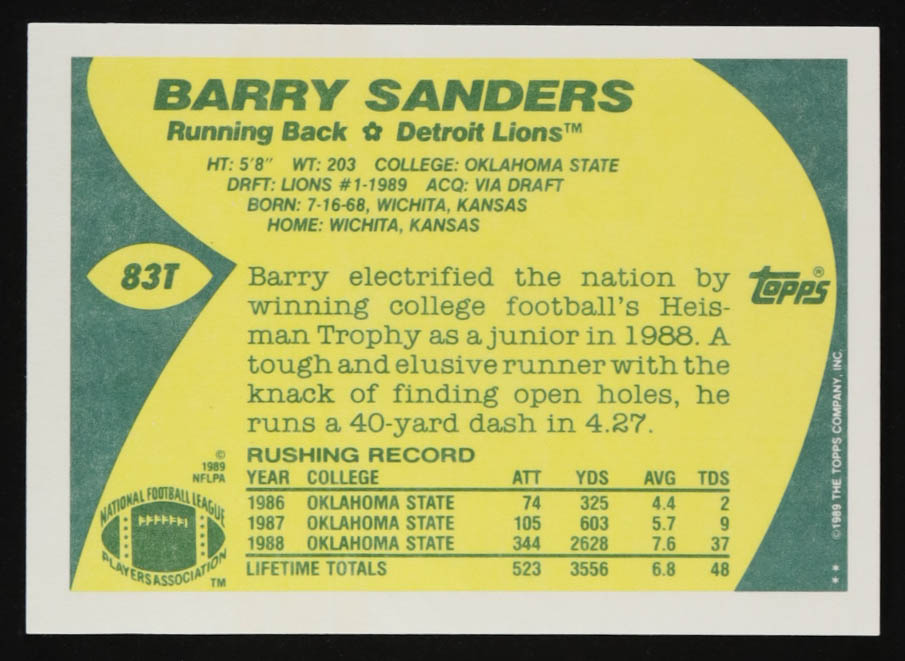 BARRY SANDERS
Running Back ✿ Detroit Lions™
HT: 5'8" WT: 203 COLLEGE: OKLAHOMA STATE
DRFT: LIONS #1-1989 ACQ: VIA DRAFT
BORN: 7-16-68, WICHITA, KANSAS
HOME: WICHITA, KANSAS
83T
Barry electrified the nation by
winning college football's Heis-
man Trophy as a junior in 1988. A
tough and elusive runner with the
knack of finding open holes, he
runs a 40-yard dash in 4.27.
TOPPS®
© 1989 THE TOPPS COMPANY, INC.
* *
©
1989
NFLPA
NATIONAL FOOTBALL LEAGUE
PLAYERS ASSOCIATION
TM
RUSHING RECORD
YEAR COLLEGE ATT YDS AVG TDS
1986 OKLAHOMA STATE 74 325 4.4 2
1987 OKLAHOMA STATE 105 603 5.7 9
1988 OKLAHOMA STATE 344 2628 7.6 37
LIFETIME TOTALS 523 3556 6.8 48